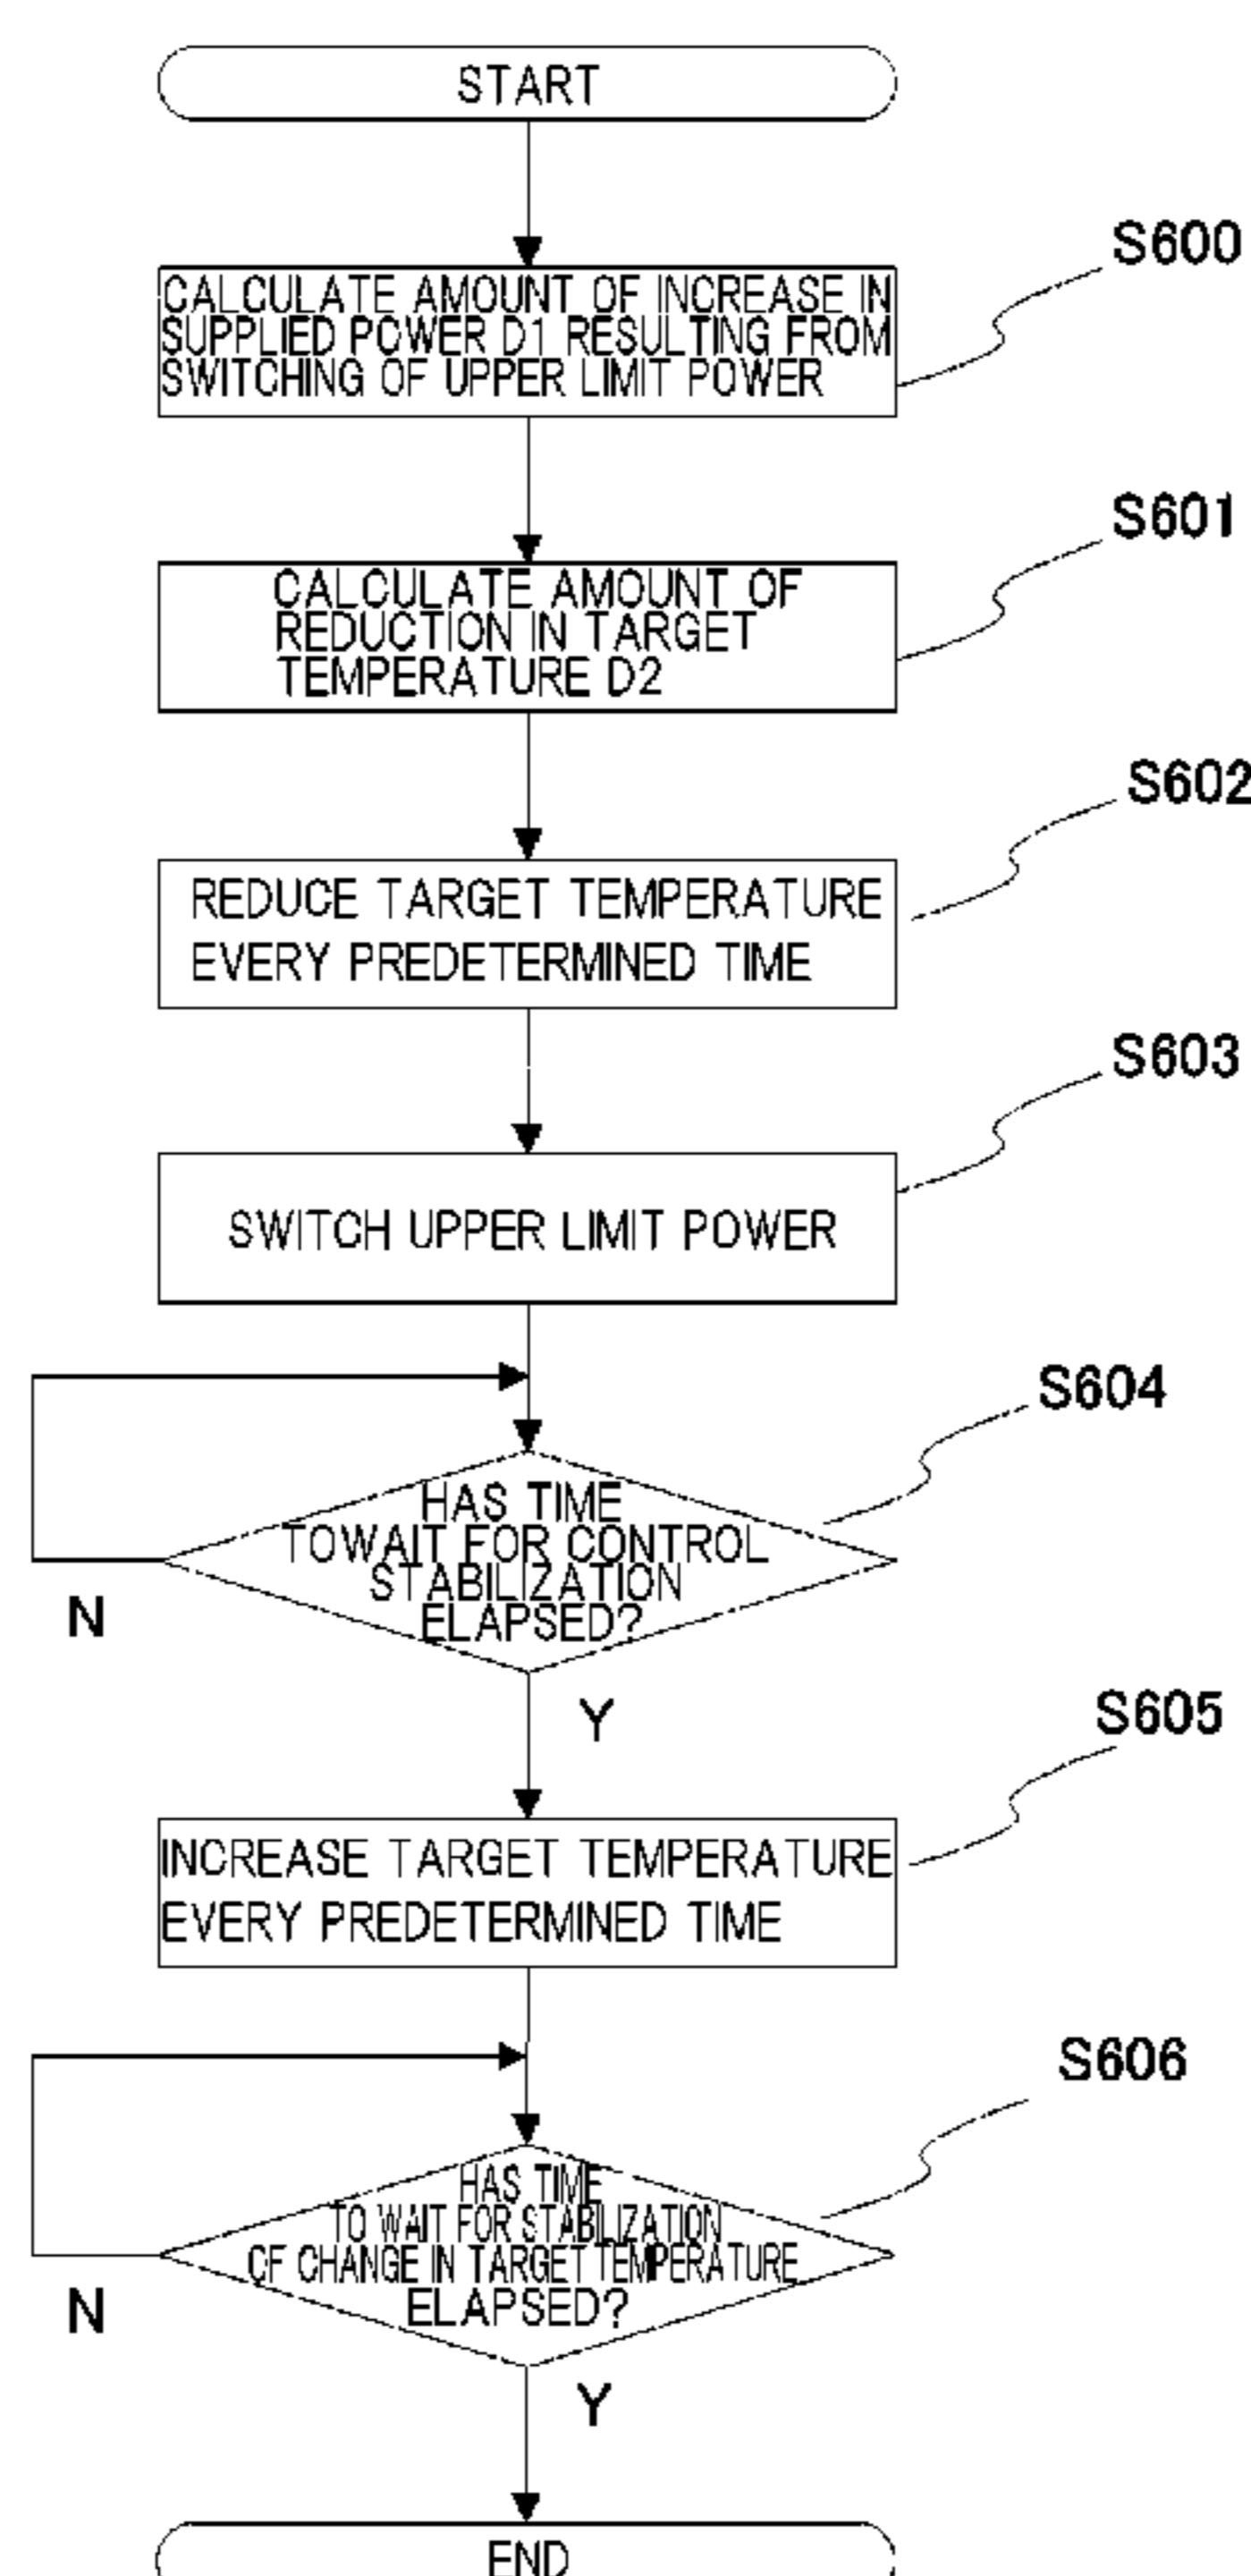 START
S600
CALCULATE AMOUNT OF INCREASE IN
SUPPLIED POWER D1 RESULTING FROM
SWITCHING OF UPPER LIMIT POWER
S601
CALCULATE AMOUNT OF
REDUCTION IN TARGET
TEMPERATURE D2
S602
REDUCE TARGET TEMPERATURE
EVERY PREDETERMINED TIME
S603
SWITCH UPPER LIMIT POWER
S604
HAS TIME
TO WAIT FOR CONTROL
STABILIZATION
ELAPSED?
N
Y
S605
INCREASE TARGET TEMPERATURE
EVERY PREDETERMINED TIME
S606
HAS TIME
TO WAIT FOR STABILIZATION
OF CHANGE IN TARGET TEMPERATURE
ELAPSED?
N
Y
END